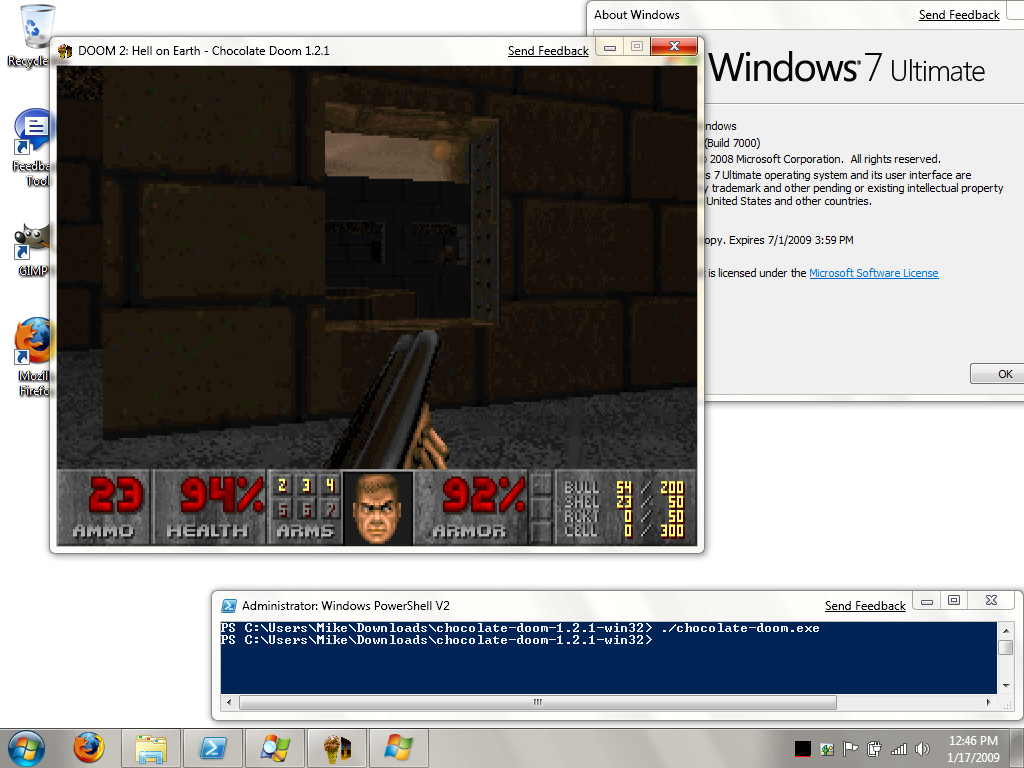 Recycle
Feedba
Tool
GIMP
Mozill
Firefo
About Windows
Send Feedback
Windows 7 Ultimate
ndows
(Build 7000)
2008 Microsoft Corporation. All rights reserved.
s 7 Ultimate operating system and its user interface are
y trademark and other pending or existing intellectual property
United States and other countries.
opy. Expires 7/1/2009 3:59 PM
t is licensed under the Microsoft Software License
OK
DOOM 2: Hell on Earth - Chocolate Doom 1.2.1
Send Feedback
23 94% 2 3 4 92%
5 6 7
AMMO HEALTH ARMS ARMOR
BULL 54 / 200
SHEL 23 / 50
RCKT 0 / 50
CELL 0 / 300
Administrator: Windows PowerShell V2
Send Feedback
PS C:\Users\Mike\Downloads\chocolate-doom-1.2.1-win32> ./chocolate-doom.exe
PS C:\Users\Mike\Downloads\chocolate-doom-1.2.1-win32>
12:46 PM
1/17/2009